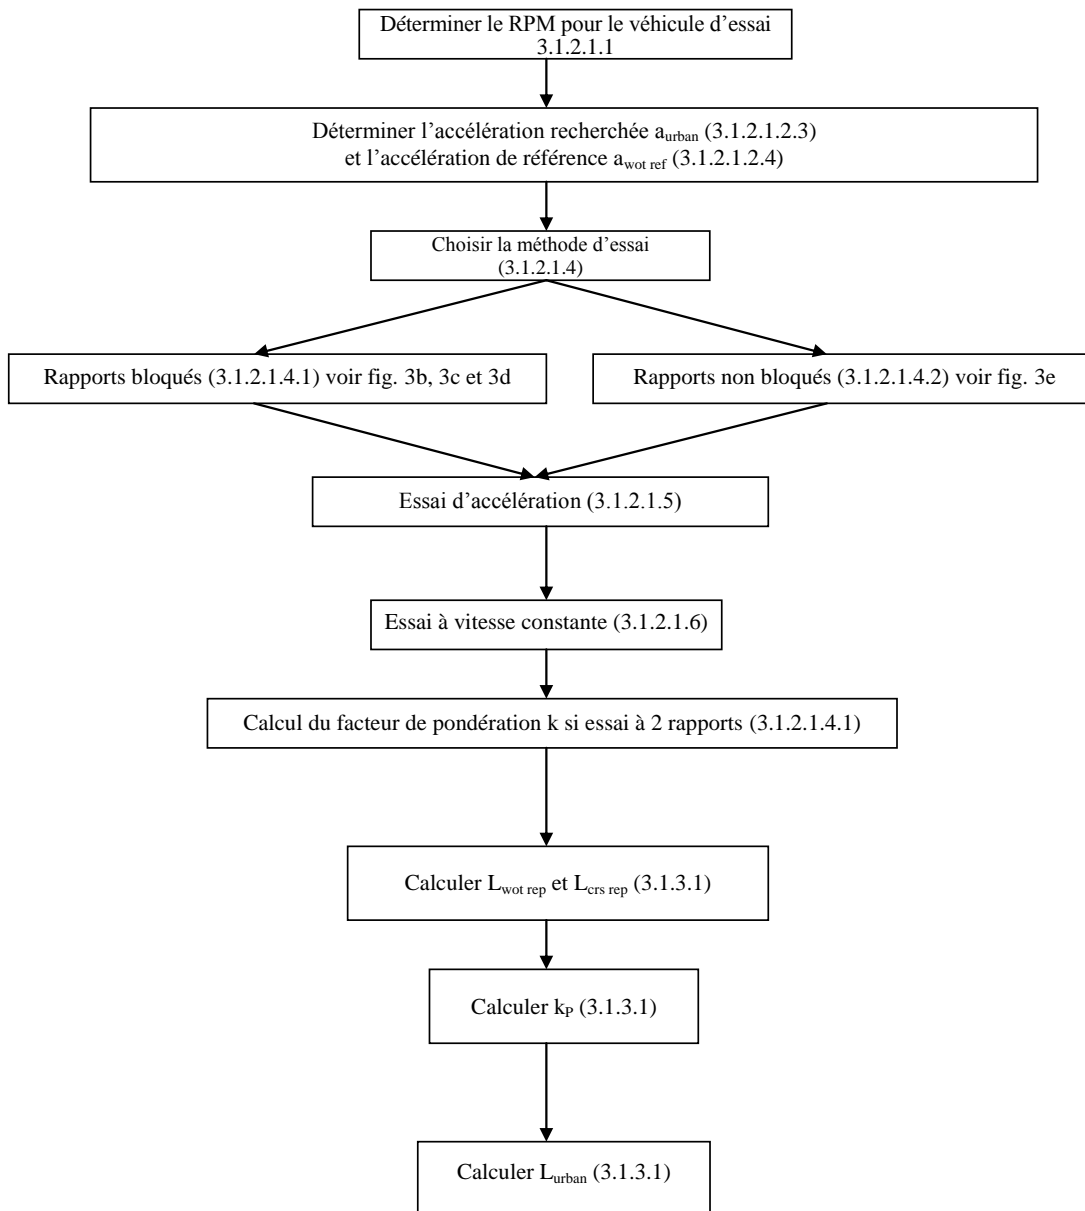 Déterminer le RPM pour le véhicule d’essai
3.1.2.1.1
Déterminer l’accélération recherchée a_urban (3.1.2.1.2.3)
et l’accélération de référence a_wot ref (3.1.2.1.2.4)
Choisir la méthode d’essai
(3.1.2.1.4)
Rapports bloqués (3.1.2.1.4.1) voir fig. 3b, 3c et 3d
Rapports non bloqués (3.1.2.1.4.2) voir fig. 3e
Essai d’accélération (3.1.2.1.5)
Essai à vitesse constante (3.1.2.1.6)
Calcul du facteur de pondération k si essai à 2 rapports (3.1.2.1.4.1)
Calculer L_wot rep et L_crs rep (3.1.3.1)
Calculer k_P (3.1.3.1)
Calculer L_urban (3.1.3.1)